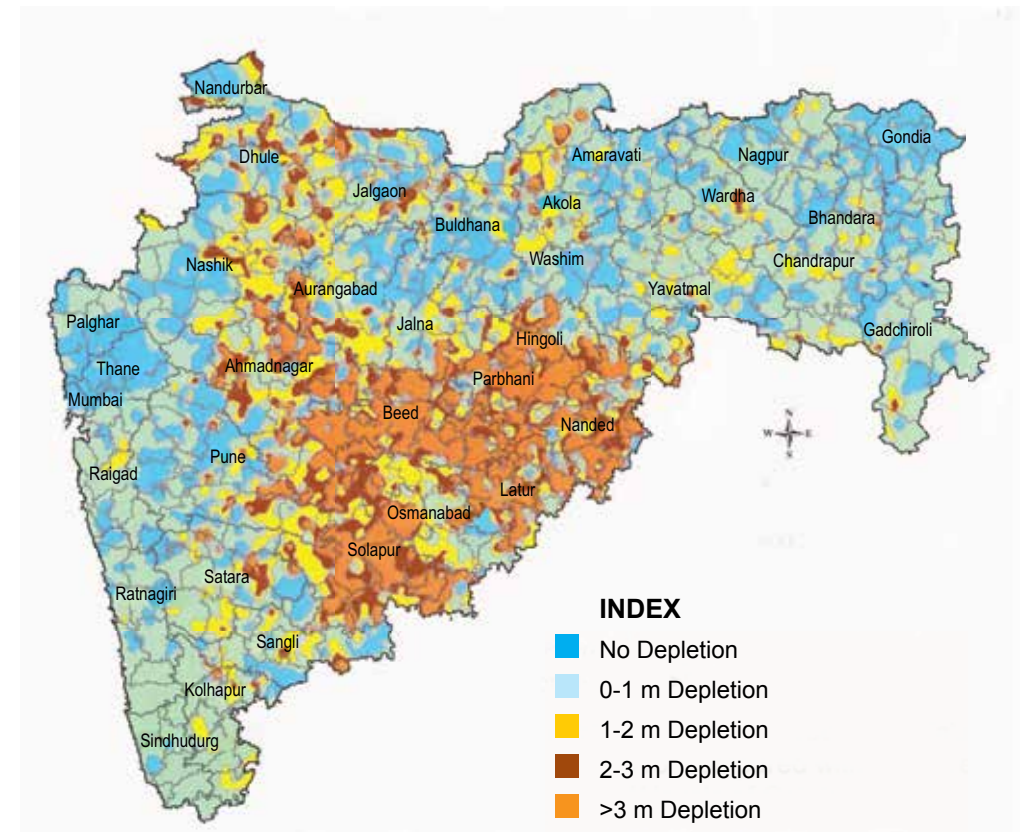 Nandurbar
Gondia
Dhule
Amaravati
Nagpur
Jalgaon
Wardha
Akola
Bhandara
Buldhana
Washim
Chandrapur
Nashik
Aurangabad
Yavatmal
Palghar
Jalna
Gadchiroli
Hingoli
Thane
Ahmadnagar
Parbhani
Mumbai
Beed
Nanded
N
W E
S
Pune
Raigad
Latur
Osmanabad
Solapur
Satara
Ratnagiri
Sangli
Kolhapur
Sindhudurg
INDEX
No Depletion
0-1 m Depletion
1-2 m Depletion
2-3 m Depletion
>3 m Depletion